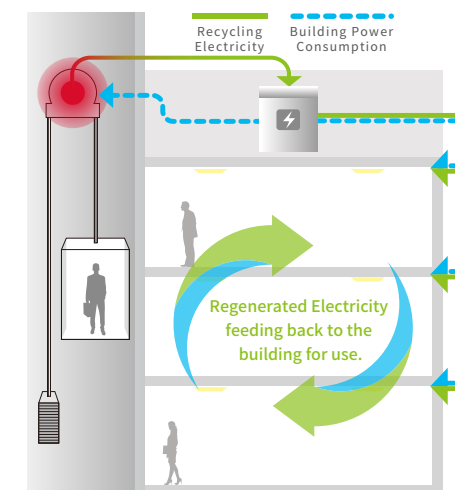 Recycling
Electricity
Building Power
Consumption
Regenerated Electricity
feeding back to the
building for use.